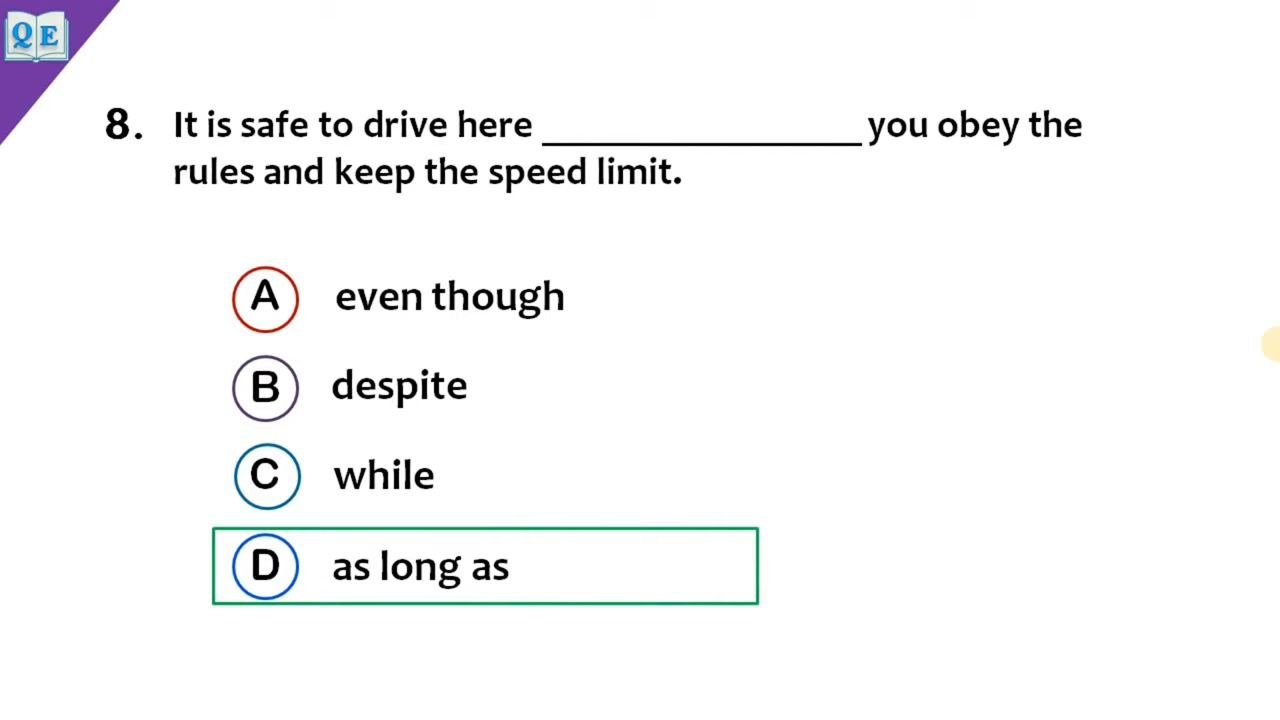 QE
8. It is safe to drive here ________________ you obey the
rules and keep the speed limit.
A even though
B despite
C while
D as long as